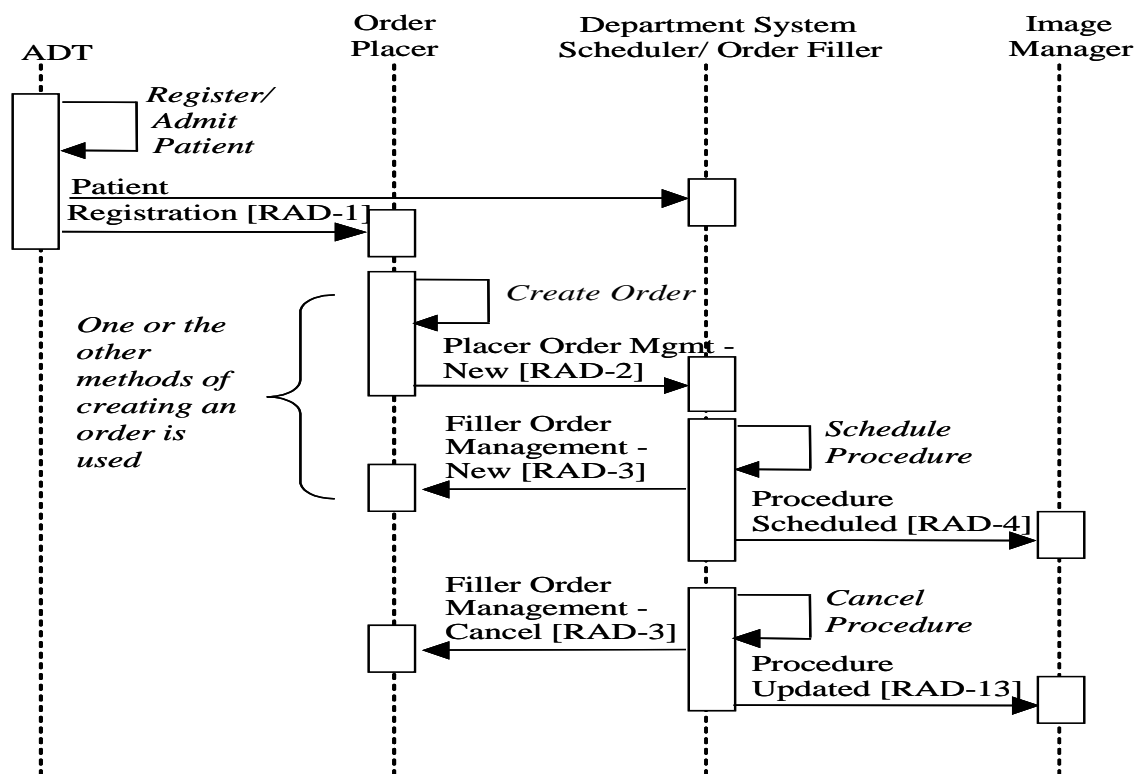 ADT
Order
Placer
Department System
Scheduler/ Order Filler
Image
Manager
Register/
Admit
Patient
Patient
Registration [RAD-1]
Create Order
One or the
other
methods of
creating an
order is
used
Placer Order Mgmt -
New [RAD-2]
Filler Order
Management -
New [RAD-3]
Schedule
Procedure
Procedure
Scheduled [RAD-4]
Filler Order
Management -
Cancel [RAD-3]
Cancel
Procedure
Procedure
Updated [RAD-13]